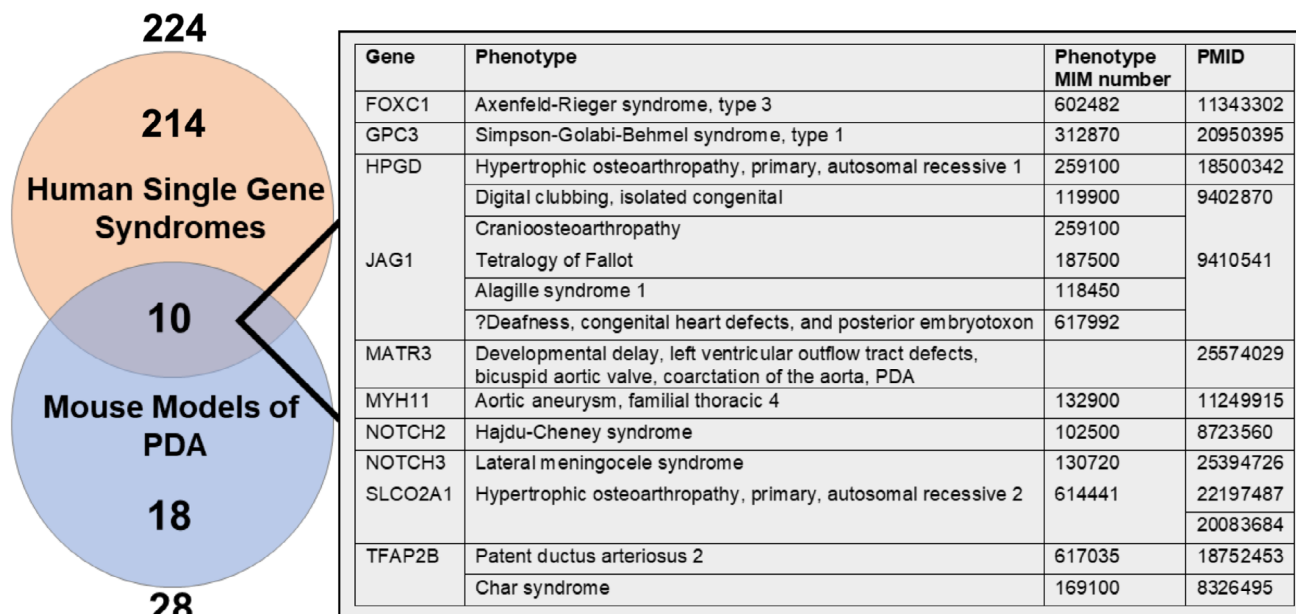 224
214
Human Single Gene
Syndromes
10
Mouse Models of
PDA
18
28
Gene Phenotype Phenotype MIM number PMID
FOXC1 Axenfeld-Rieger syndrome, type 3 602482 11343302
GPC3 Simpson-Golabi-Behmel syndrome, type 1 312870 20950395
HPGD Hypertrophic osteoarthropathy, primary, autosomal recessive 1 259100 18500342
Digital clubbing, isolated congenital 119900 9402870
Cranioosteoarthropathy 259100
JAG1 Tetralogy of Fallot 187500 9410541
Alagille syndrome 1 118450
?Deafness, congenital heart defects, and posterior embryotoxon 617992
MATR3 Developmental delay, left ventricular outflow tract defects, 25574029
bicuspid aortic valve, coarctation of the aorta, PDA
MYH11 Aortic aneurysm, familial thoracic 4 132900 11249915
NOTCH2 Hajdu-Cheney syndrome 102500 8723560
NOTCH3 Lateral meningocele syndrome 130720 25394726
SLCO2A1 Hypertrophic osteoarthropathy, primary, autosomal recessive 2 614441 22197487
20083684
TFAP2B Patent ductus arteriosus 2 617035 18752453
Char syndrome 169100 8326495